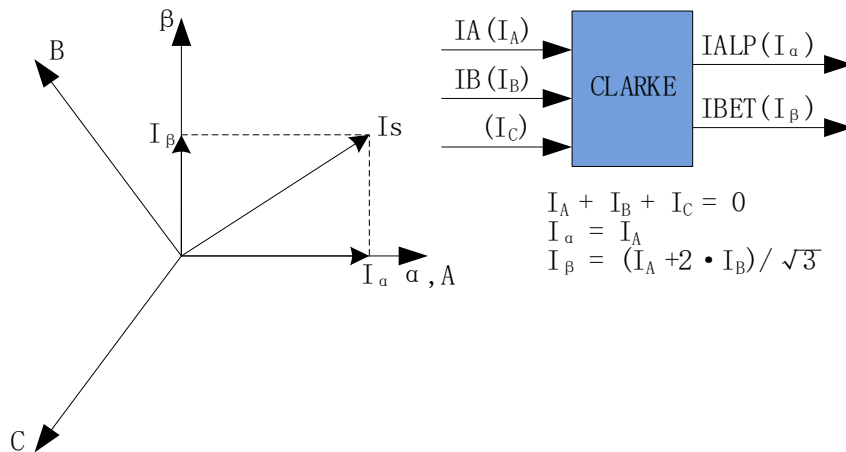 β
B
I_β
Is
I_α α,A
C
IA(I_A)
IB(I_B)
(I_C)
CLARKE
IALP(I_α)
IBET(I_β)
I_A + I_B + I_C = 0
I_α = I_A
I_β = (I_A +2•I_B)/√3